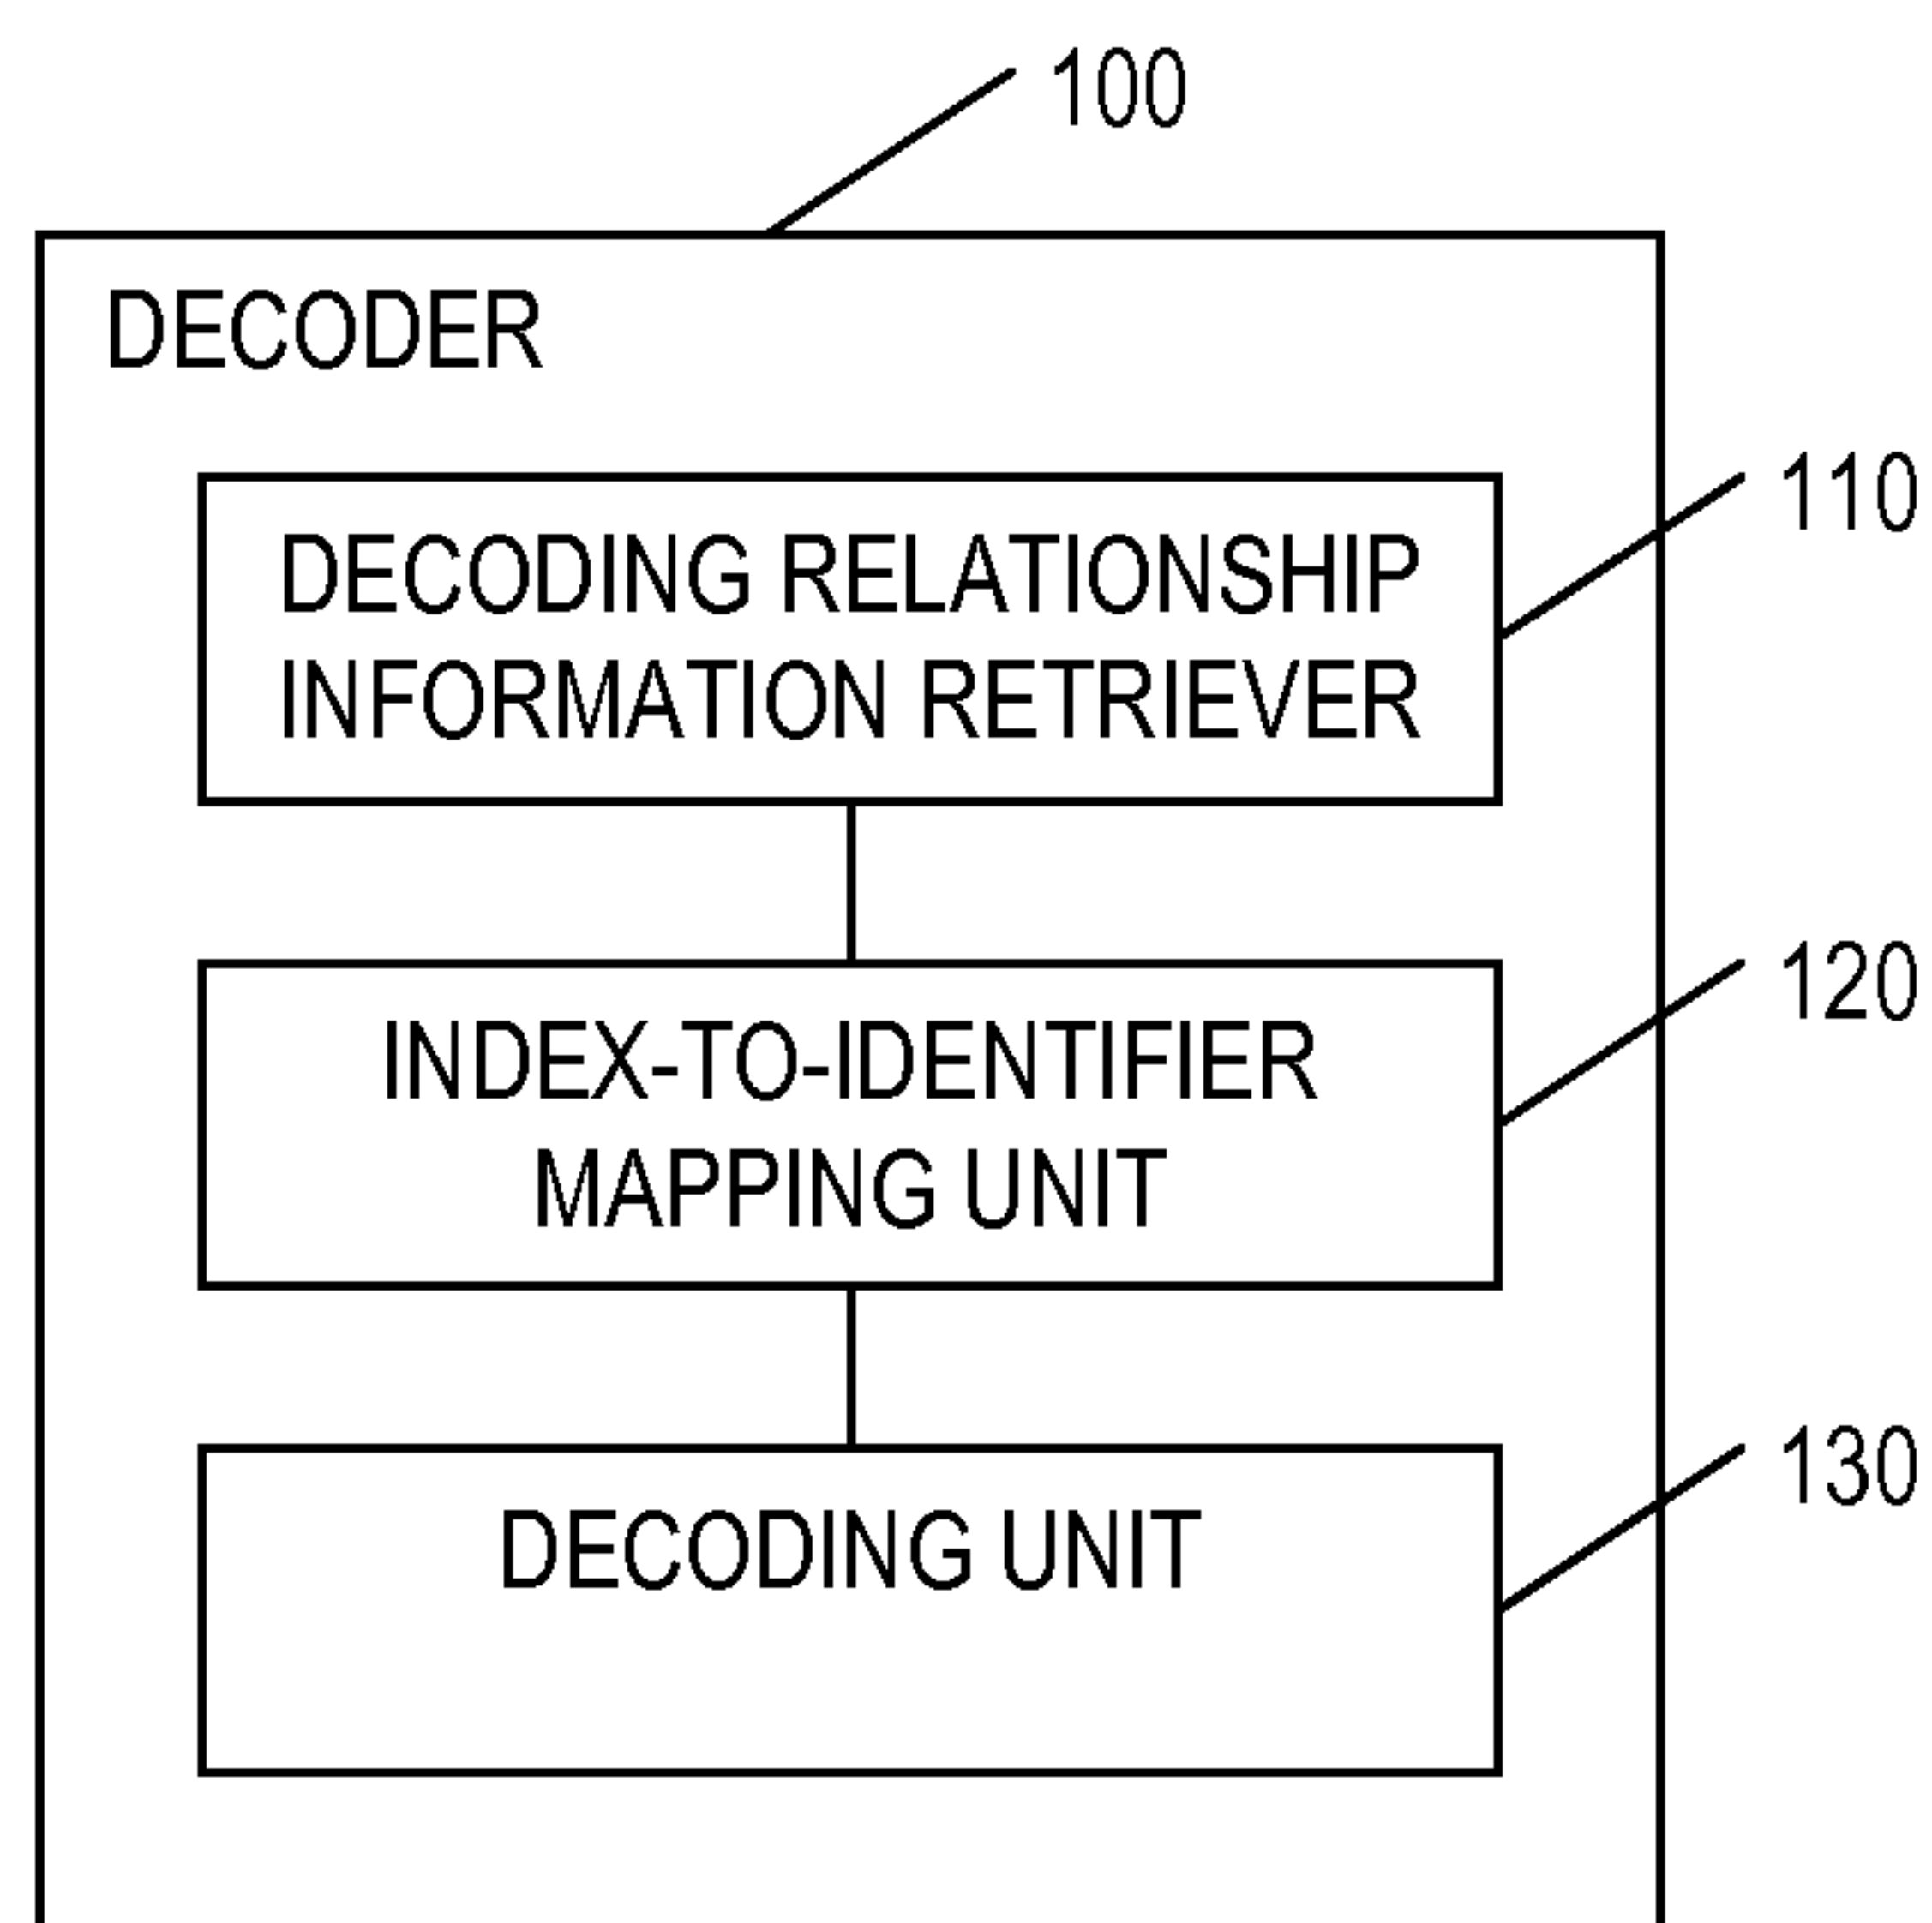 100
DECODER
110
DECODING RELATIONSHIP
INFORMATION RETRIEVER
120
INDEX-TO-IDENTIFIER
MAPPING UNIT
130
DECODING UNIT